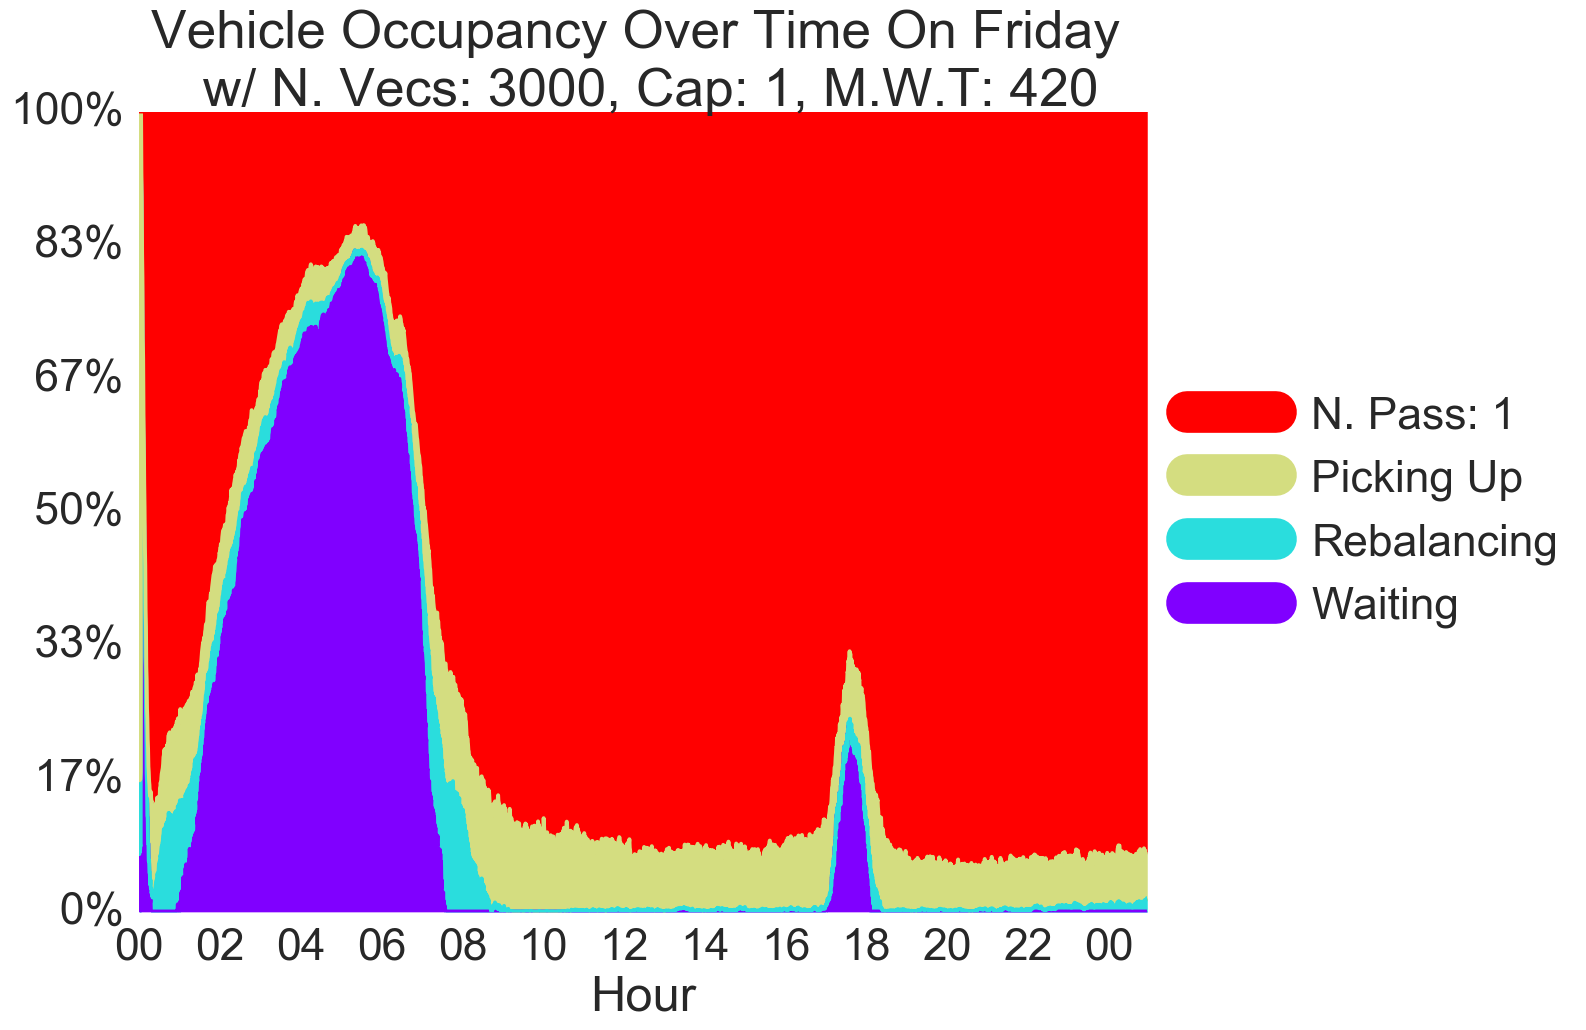 Vehicle Occupancy Over Time On Friday
w/ N. Vecs: 3000, Cap: 1, M.W.T: 420
100%
83%
67%
50%
33%
17%
0%
00 02 04 06 08 10 12 14 16 18 20 22 00
Hour
N. Pass: 1
Picking Up
Rebalancing
Waiting